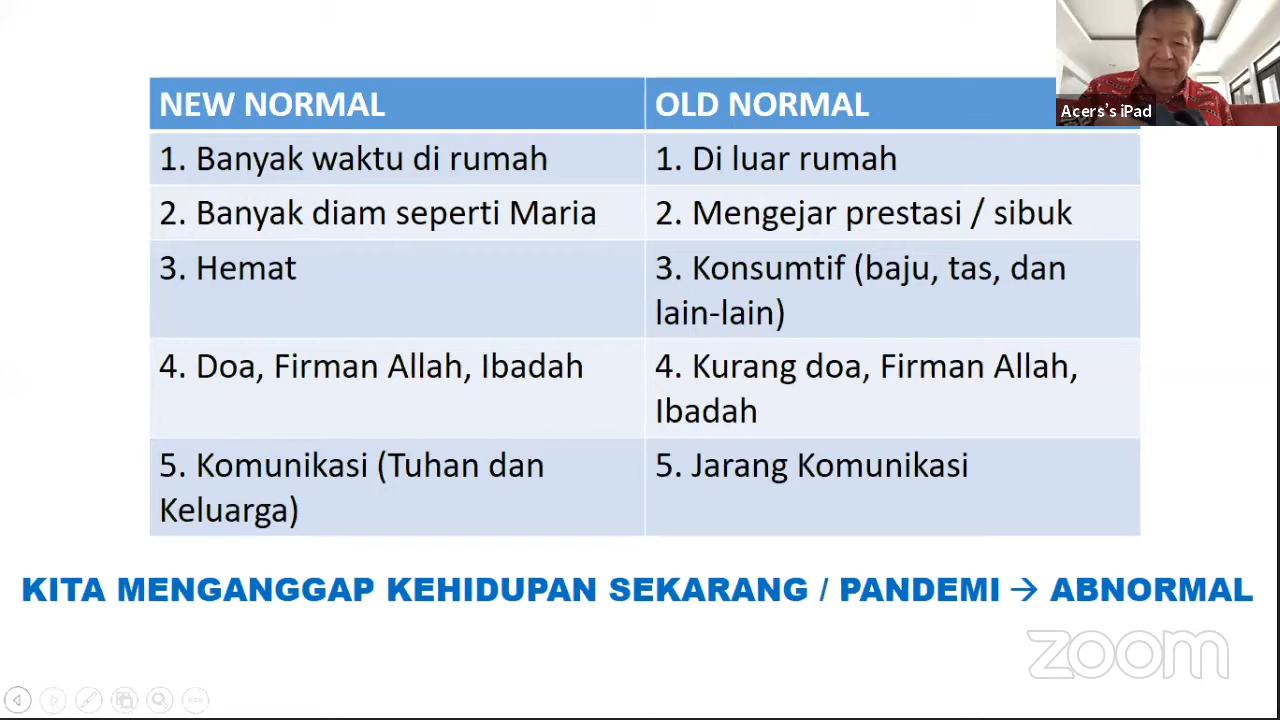 NEW NORMAL
OLD NORMAL
1. Banyak waktu di rumah
1. Di luar rumah
2. Banyak diam seperti Maria
2. Mengejar prestasi / sibuk
3. Hemat
3. Konsumtif (baju, tas, dan
lain-lain)
4. Doa, Firman Allah, Ibadah
4. Kurang doa, Firman Allah,
Ibadah
5. Komunikasi (Tuhan dan
Keluarga)
5. Jarang Komunikasi
KITA MENGANGGAP KEHIDUPAN SEKARANG / PANDEMI → ABNORMAL
Acers's iPad
zoom